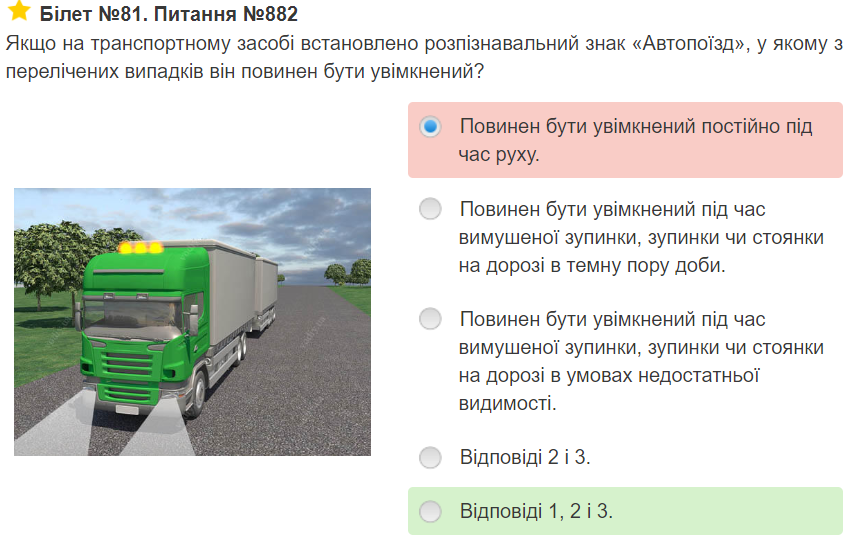 Білет №81. Питання №882
Якщо на транспортному засобі встановлено розпізнавальний знак «Автопоїзд», у якому з
перелічених випадків він повинен бути увімкнений?
Повинен бути увімкнений постійно під
час руху.
Повинен бути увімкнений під час
вимушеної зупинки, зупинки чи стоянки
на дорозі в темну пору доби.
Повинен бути увімкнений під час
вимушеної зупинки, зупинки чи стоянки
на дорозі в умовах недостатньої
видимості.
Відповіді 2 і 3.
Відповіді 1, 2 і 3.